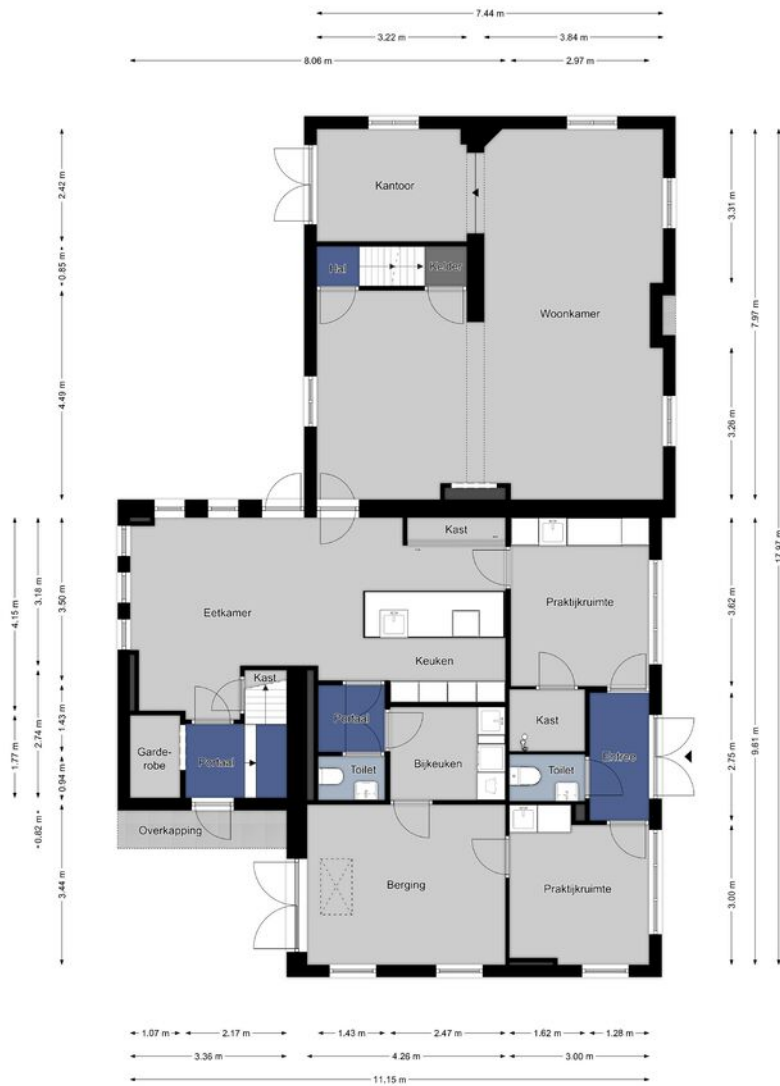 7.44 m
3.22 m
3.84 m
8.06 m
2.97 m
2.42 m
0.85 m
4.49 m
Kantoor
Hal
Kelder
Woonkamer
3.31 m
7.97 m
3.26 m
17.97 m
4.15 m
3.18 m
3.50 m
Kast
Eetkamer
Praktijkruimte
3.62 m
Keuken
Kast
1.77 m
2.74 m
1.43 m
0.94 m
Garde-
robe
Portaal
Portaal
Toilet
Bijkeuken
Kast
Toilet
Entree
2.75 m
9.61 m
0.82 m
Overkapping
3.44 m
Berging
Praktijkruimte
3.00 m
1.07 m
2.17 m
1.43 m
2.47 m
1.62 m
1.28 m
3.36 m
4.26 m
3.00 m
11.15 m